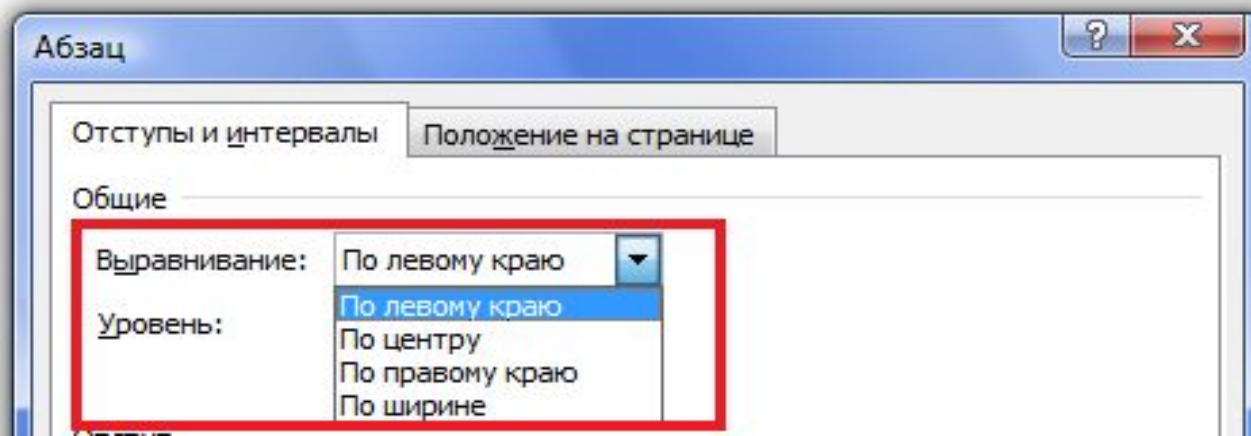 Абзац
Отступы и интервалы Положение на странице
Общие
Выравнивание: По левому краю
По левому краю
Уровень:
По центру
По правому краю
По ширине